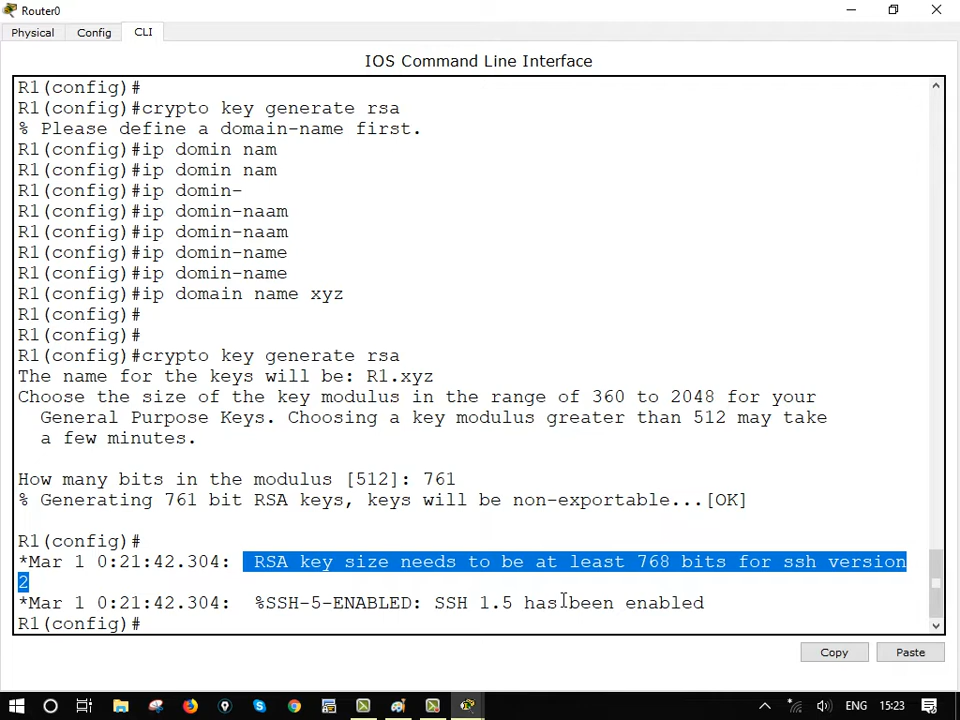 Router0
Physical Config CLI
IOS Command Line Interface
R1(config)#
R1(config)#crypto key generate rsa
% Please define a domain-name first.
R1(config)#ip domin nam
R1(config)#ip domin nam
R1(config)#ip domin-
R1(config)#ip domin-naam
R1(config)#ip domin-naam
R1(config)#ip domin-name
R1(config)#ip domin-name
R1(config)#ip domain name xyz
R1(config)#
R1(config)#
R1(config)#crypto key generate rsa
The name for the keys will be: R1.xyz
Choose the size of the key modulus in the range of 360 to 2048 for your
General Purpose Keys. Choosing a key modulus greater than 512 may take
a few minutes.
How many bits in the modulus [512]: 761
% Generating 761 bit RSA keys, keys will be non-exportable...[OK]
R1(config)#
*Mar 1 0:21:42.304: RSA key size needs to be at least 768 bits for ssh version
2
*Mar 1 0:21:42.304: %SSH-5-ENABLED: SSH 1.5 has been enabled
R1(config)#
Copy Paste
ENG 15:23